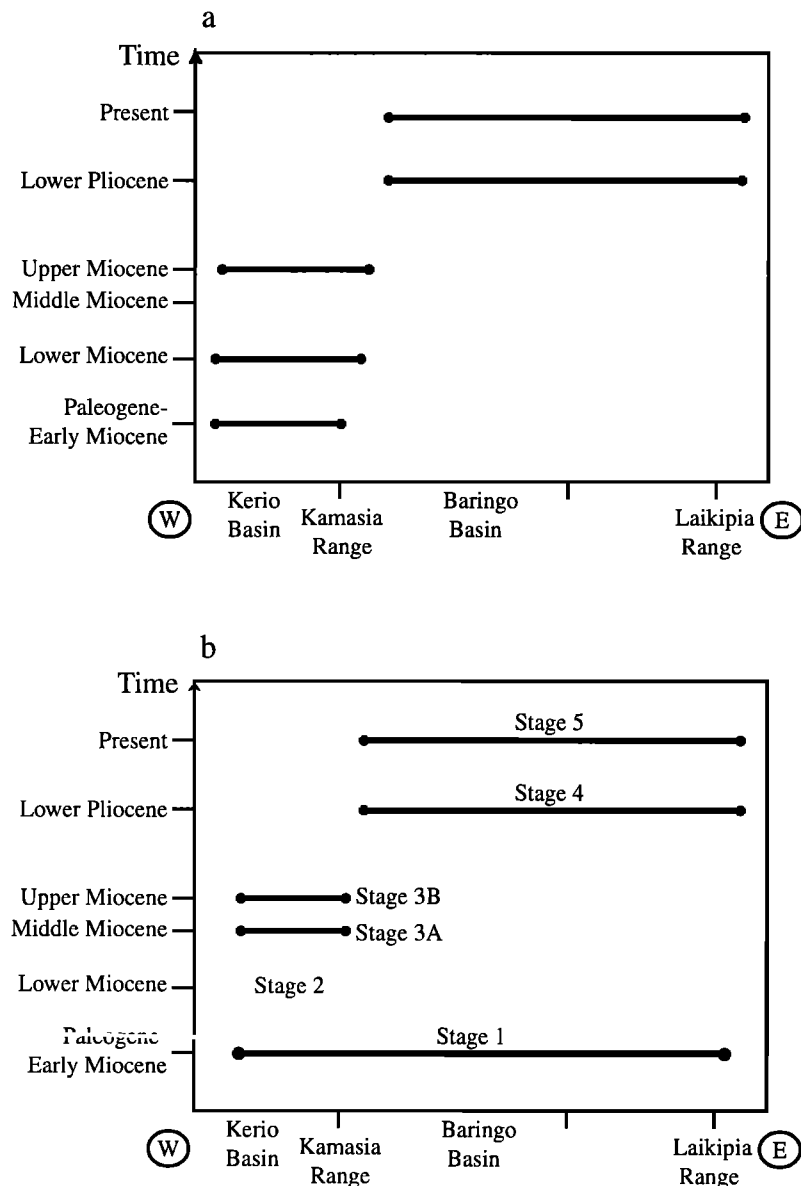 a
Time
Present
Lower Pliocene
Upper Miocene
Middle Miocene
Lower Miocene
Paleogene-
Early Miocene
Kerio
Basin
Kamasia
Range
Baringo
Basin
Laikipia
Range
W
E
b
Time
Present
Lower Pliocene
Upper Miocene
Middle Miocene
Lower Miocene
Paleogene
Early Miocene
Stage 5
Stage 4
Stage 3B
Stage 3A
Stage 2
Stage 1
Kerio
Basin
Kamasia
Range
Baringo
Basin
Laikipia
Range
W
E